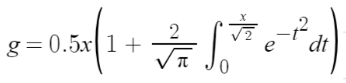 g = 0.5x(1 + 2/√π ∫₀^(x/√2) e^(-t²) dt)